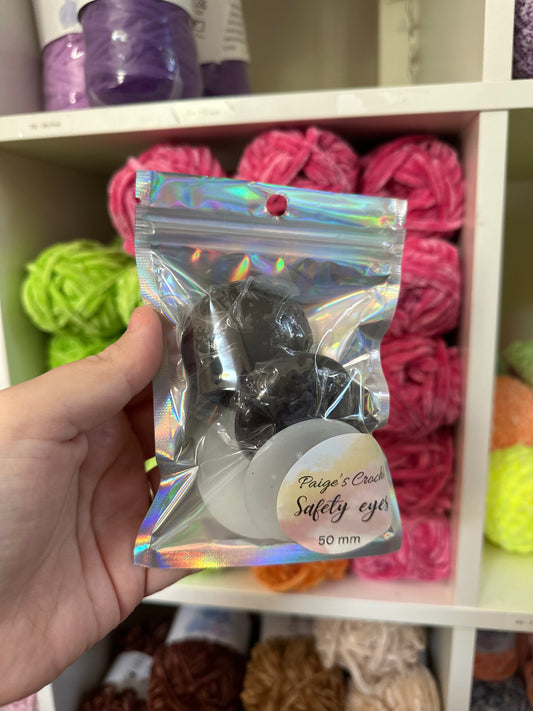 Paige's Croch
Safety eyes
50 mm